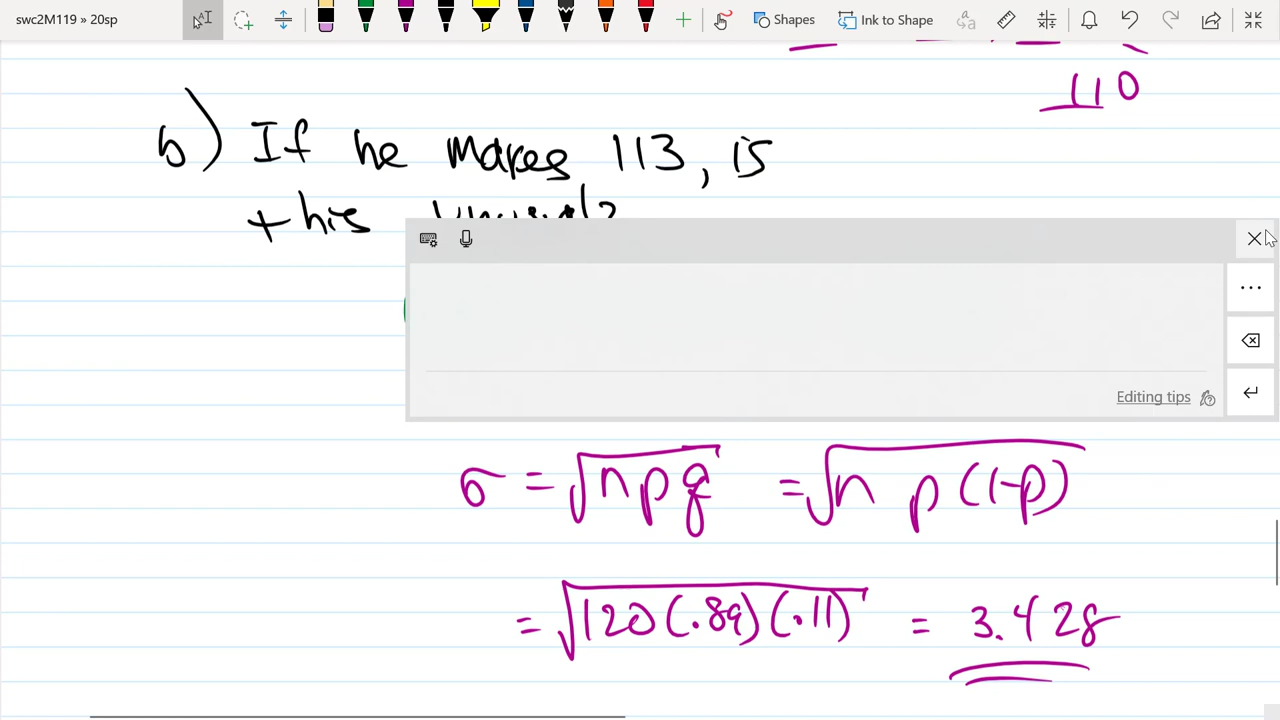 swc2M119 » 20sp
Shapes
Ink to Shape
110
b) If he makes 113, is
this unusual?
Editing tips
σ = √npq = √n p(1-p)
= √120(.89)(.11) = 3.428